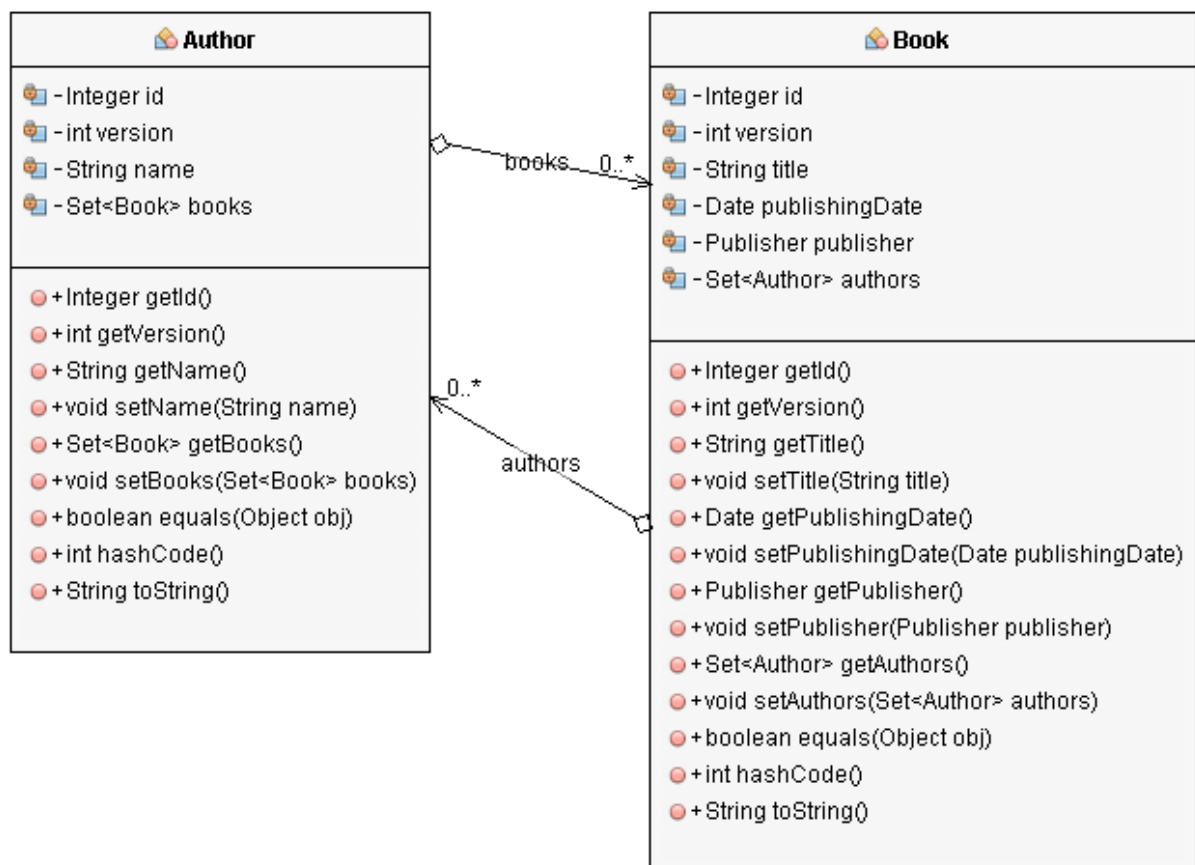 Author
- Integer id
- int version
- String name
- Set<Book> books
+ Integer getId()
+ int getVersion()
+ String getName()
+ void setName(String name)
+ Set<Book> getBooks()
+ void setBooks(Set<Book> books)
+ boolean equals(Object obj)
+ int hashCode()
+ String toString()
books 0..*
0..*
authors
Book
- Integer id
- int version
- String title
- Date publishingDate
- Publisher publisher
- Set<Author> authors
+ Integer getId()
+ int getVersion()
+ String getTitle()
+ void setTitle(String title)
+ Date getPublishingDate()
+ void setPublishingDate(Date publishingDate)
+ Publisher getPublisher()
+ void setPublisher(Publisher publisher)
+ Set<Author> getAuthors()
+ void setAuthors(Set<Author> authors)
+ boolean equals(Object obj)
+ int hashCode()
+ String toString()